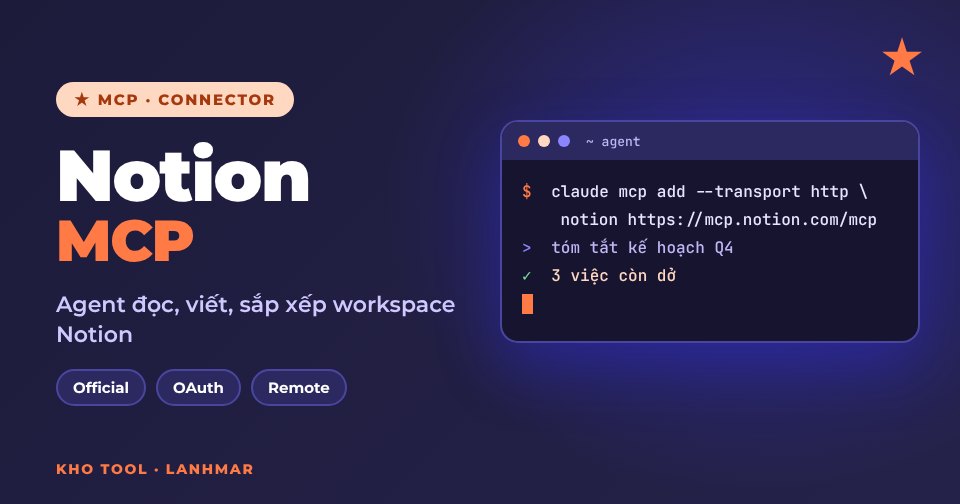 ★ MCP · CONNECTOR
Notion
MCP
Agent đọc, viết, sắp xếp workspace
Notion
Official OAuth Remote
KHO TOOL · LANHMAR
~ agent
$ claude mcp add --transport http \
notion https://mcp.notion.com/mcp
> tóm tắt kế hoạch Q4
✓ 3 việc còn dở